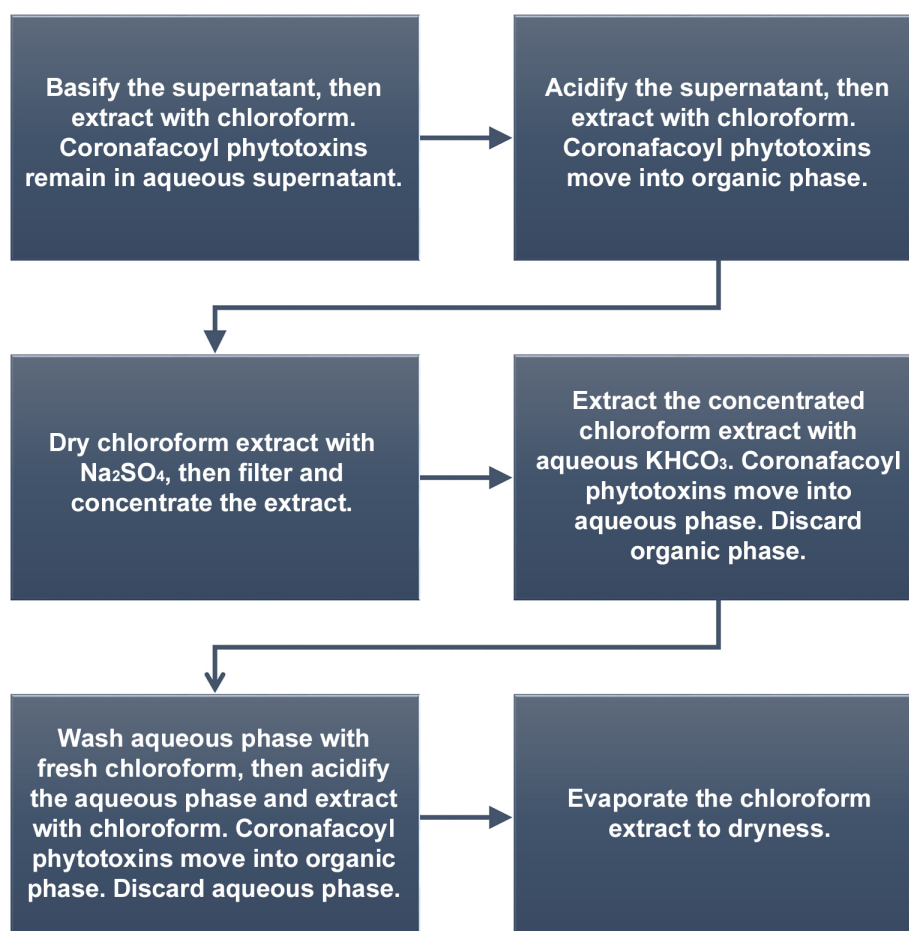 Basify the supernatant, then
extract with chloroform.
Coronafacoyl phytotoxins
remain in aqueous supernatant.
Acidify the supernatant, then
extract with chloroform.
Coronafacoyl phytotoxins
move into organic phase.
Dry chloroform extract with
Na₂SO₄, then filter and
concentrate the extract.
Extract the concentrated
chloroform extract with
aqueous KHCO₃. Coronafacoyl
phytotoxins move into
aqueous phase. Discard
organic phase.
Wash aqueous phase with
fresh chloroform, then acidify
the aqueous phase and extract
with chloroform. Coronafacoyl
phytotoxins move into organic
phase. Discard aqueous phase.
Evaporate the chloroform
extract to dryness.